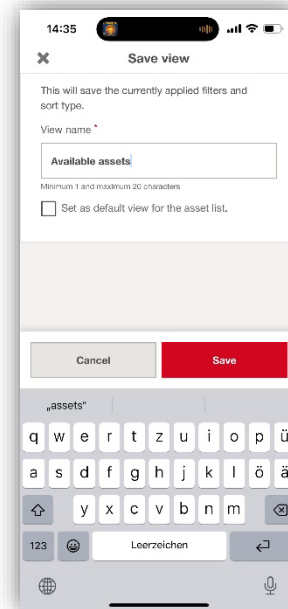 14:35
Save view
This will save the currently applied filters and
sort type.
View name *
Available assets
Minimum 1 and maximum 20 characters
Set as default view for the asset list.
Cancel Save
„assets“
q w e r t z u i o p ü
a s d f g h j k l ö ä
y x c v b n m
123 Leerzeichen